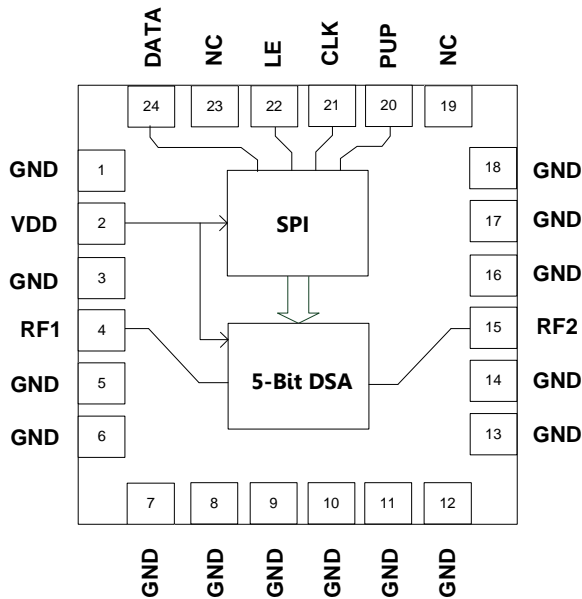 DATA NC LE CLK PUP NC
24 23 22 21 20 19
GND 1 18 GND
VDD 2 SPI 17 GND
GND 3 16 GND
RF1 4 15 RF2
GND 5 5-Bit DSA 14 GND
GND 6 13 GND
7 8 9 10 11 12
GND GND GND GND GND GND